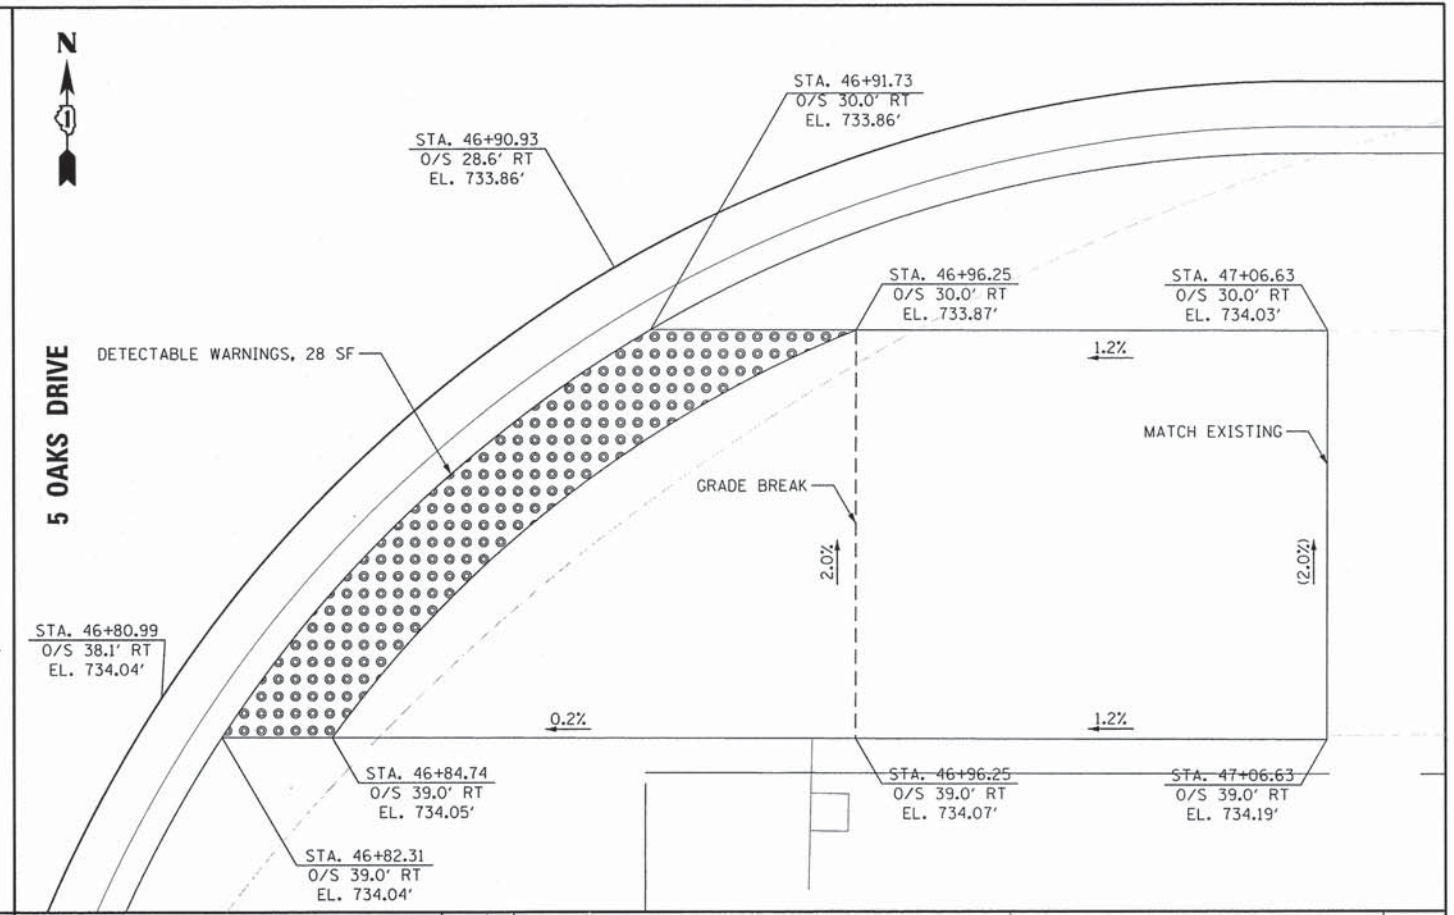 N
STA. 46+91.73
O/S 30.0' RT
EL. 733.86'
STA. 46+90.93
O/S 28.6' RT
EL. 733.86'
STA. 46+96.25
O/S 30.0' RT
EL. 733.87'
STA. 47+06.63
O/S 30.0' RT
EL. 734.03'
5 OAKS DRIVE
DETECTABLE WARNINGS, 28 SF
1.2%
MATCH EXISTING
GRADE BREAK
2.0%
(2.0%)
STA. 46+80.99
O/S 38.1' RT
EL. 734.04'
0.2%
1.2%
STA. 46+84.74
O/S 39.0' RT
EL. 734.05'
STA. 46+96.25
O/S 39.0' RT
EL. 734.07'
STA. 47+06.63
O/S 39.0' RT
EL. 734.19'
STA. 46+82.31
O/S 39.0' RT
EL. 734.04'